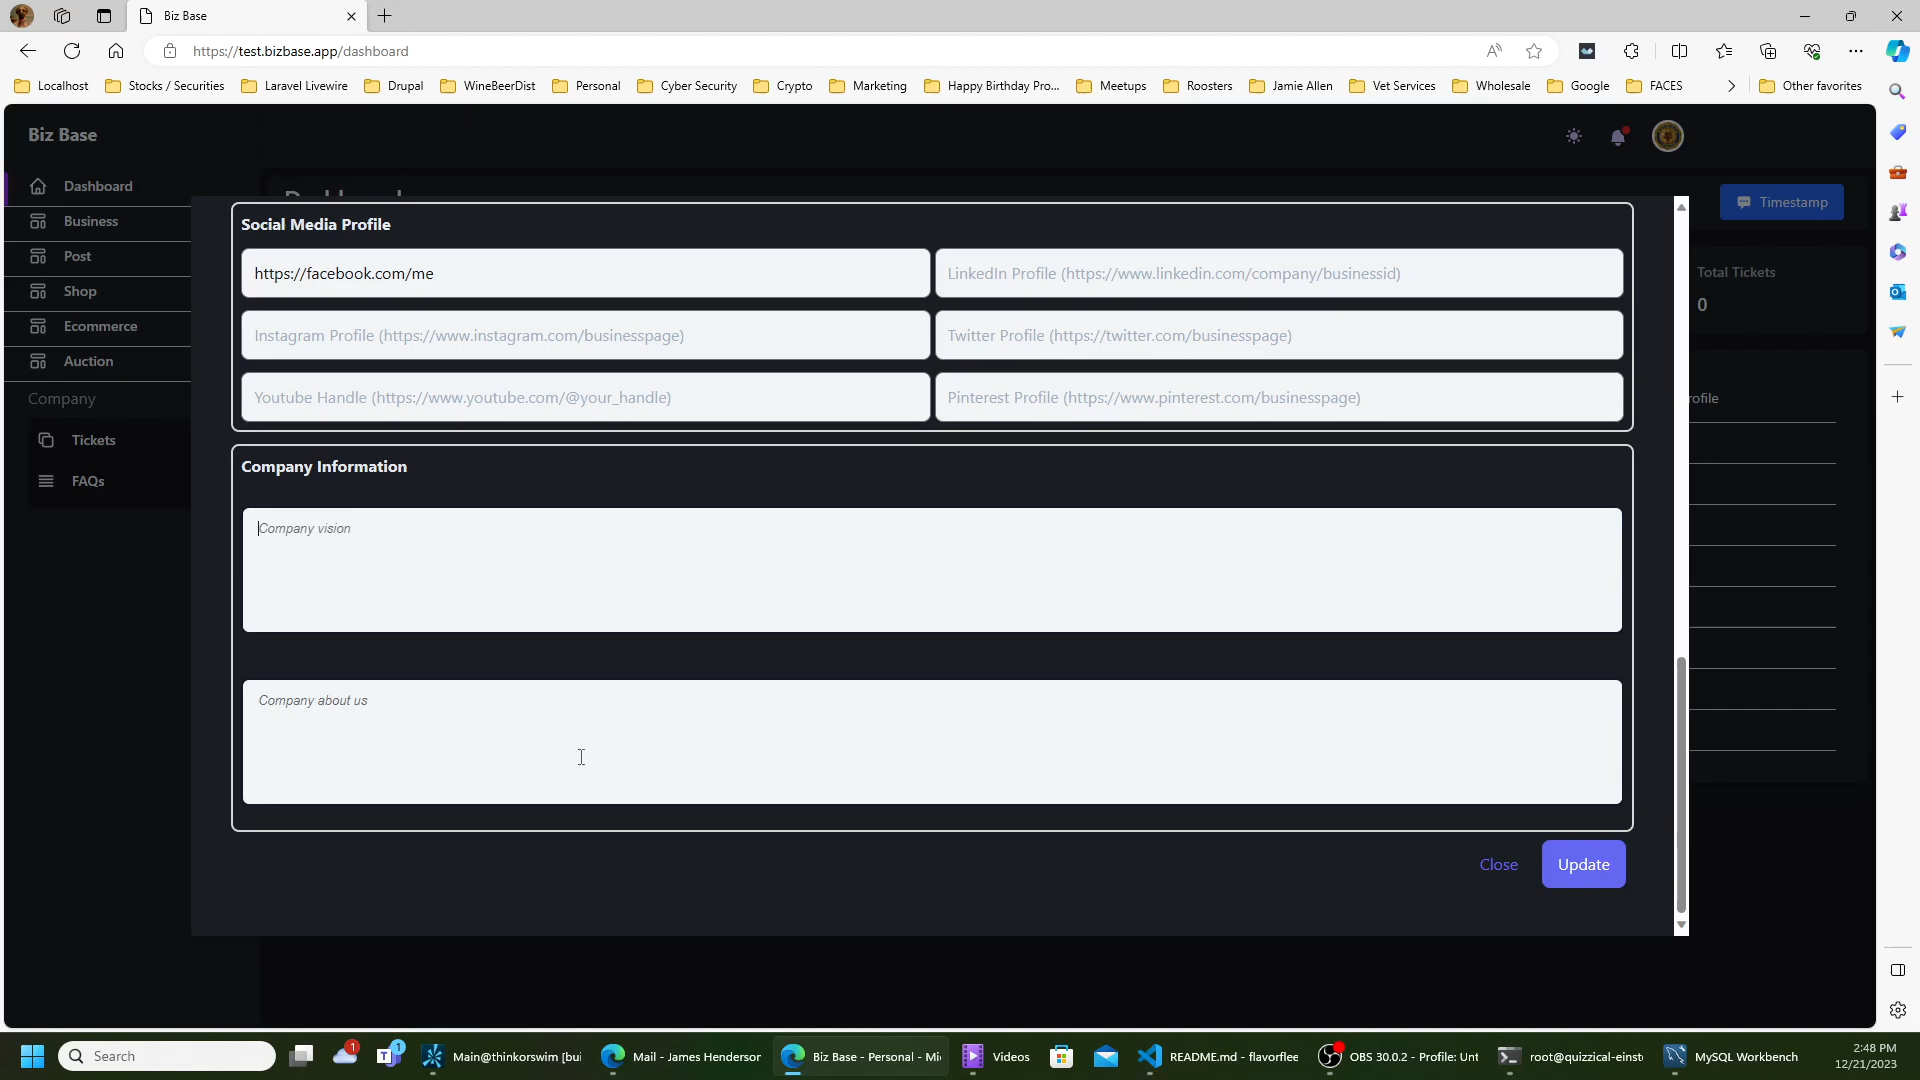 Biz Base
https://test.bizbase.app/dashboard
Localhost
Stocks / Securities
Laravel Livewire
Drupal
WineBeerDist
Personal
Cyber Security
Crypto
Marketing
Happy Birthday Pro...
Meetups
Roosters
Jamie Allen
Vet Services
Wholesale
Google
FACES
Other favorites
Biz Base
Dashboard
Business
Post
Shop
Ecommerce
Auction
Company
Tickets
FAQs
Timestamp
Total Tickets
0
rofile
Social Media Profile
https://facebook.com/me
LinkedIn Profile (https://www.linkedin.com/company/businessid)
Instagram Profile (https://www.instagram.com/businesspage)
Twitter Profile (https://twitter.com/businesspage)
Youtube Handle (https://www.youtube.com/@your_handle)
Pinterest Profile (https://www.pinterest.com/businesspage)
Company Information
Company vision
Company about us
Close
Update
Search
1
1
Main@thinkorswim [bui
Mail - James Henderson
Biz Base - Personal - Mi
Videos
README.md - flavorflee
OBS 30.0.2 - Profile: Unt
root@quizzical-einst
MySQL Workbench
2:48 PM
12/21/2023